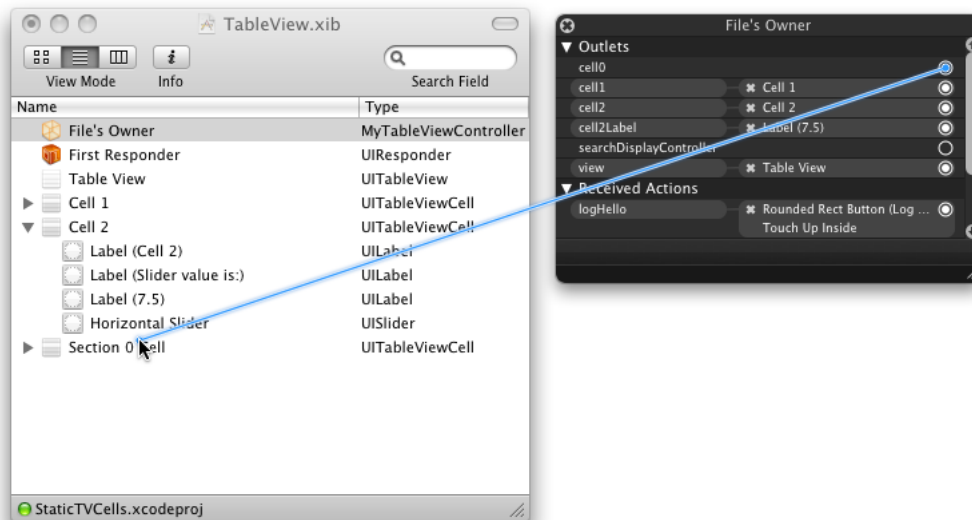 TableView.xib
View Mode
Info
Search Field
Name Type
File's Owner MyTableViewController
First Responder UIResponder
Table View UITableView
Cell 1 UITableViewCell
Cell 2 UITableViewCell
Label (Cell 2) UILabel
Label (Slider value is:) UILabel
Label (7.5) UILabel
Horizontal Slider UISlider
Section 0 Cell UITableViewCell
StaticTVCells.xcodeproj
File's Owner
Outlets
cell0
cell1 Cell 1
cell2 Cell 2
cell2Label Label (7.5)
searchDisplayController
view Table View
Received Actions
logHello Rounded Rect Button (Log ...
Touch Up Inside